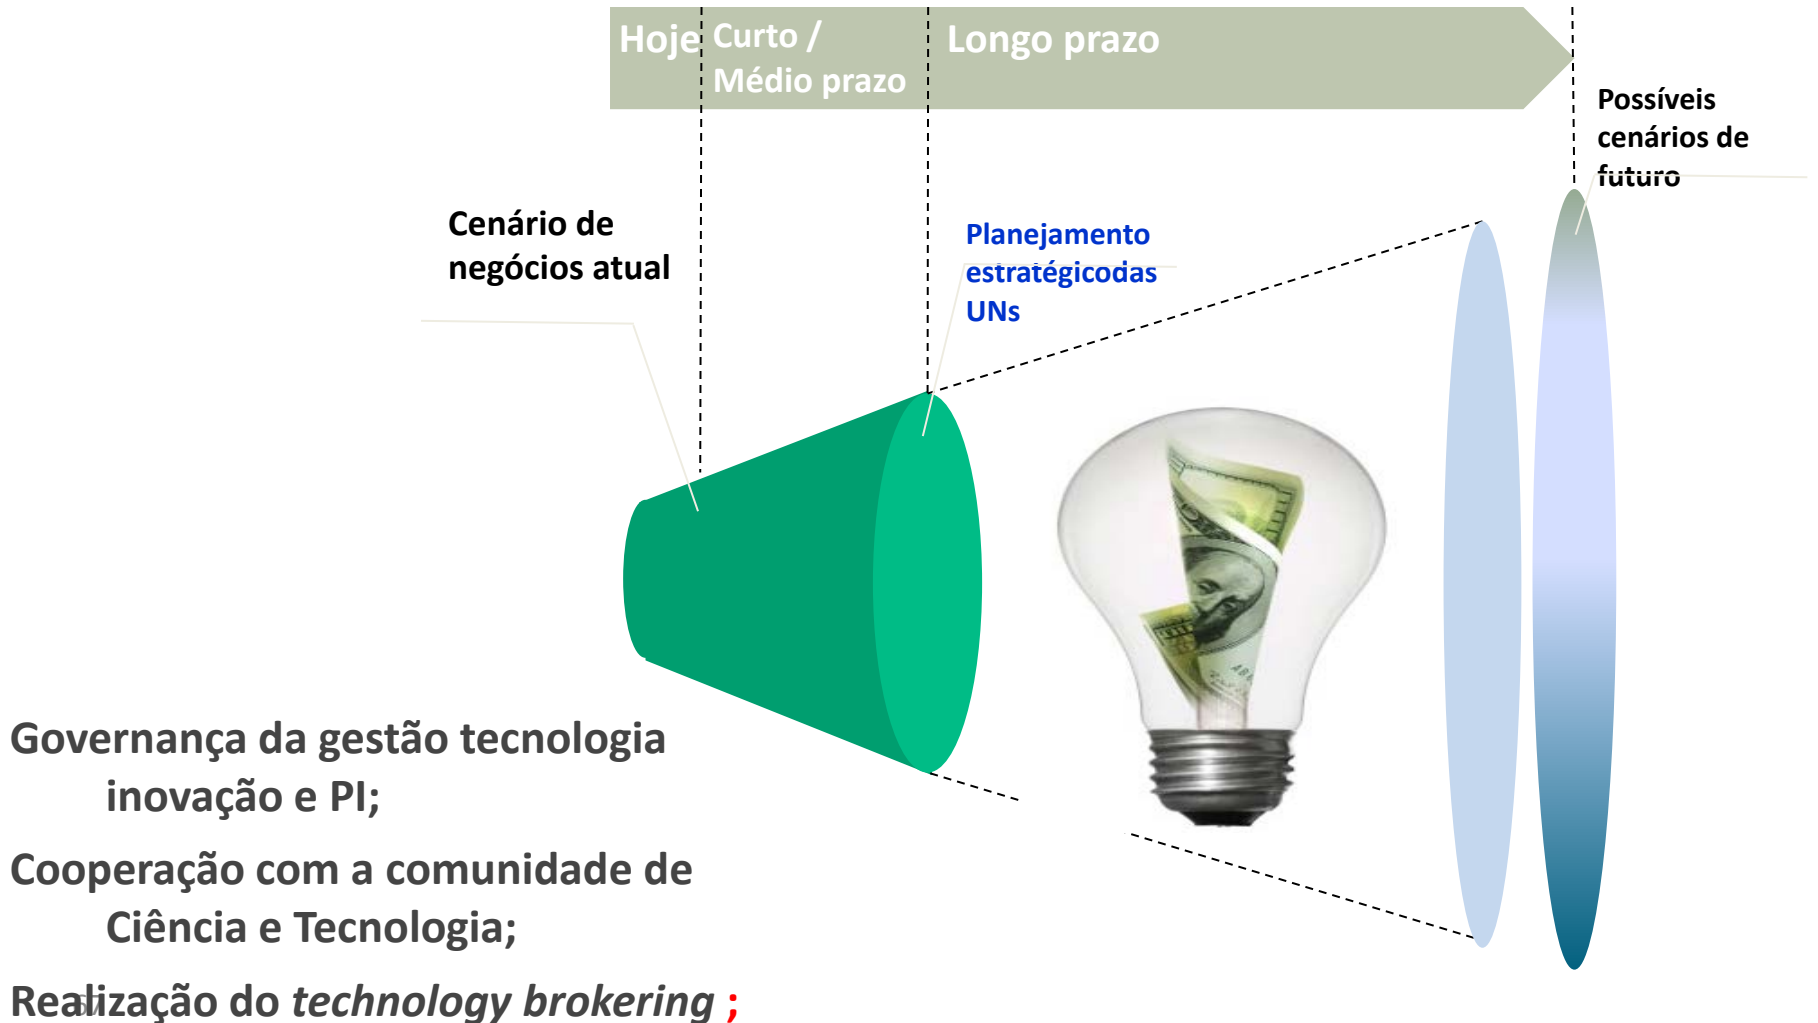 Hoje
Curto /
Médio prazo
Longo prazo
Possíveis
cenários de
futuro
Cenário de
negócios atual
Planejamento
estratégicodas
UNs
Governança da gestão tecnologia
inovação e PI;
Cooperação com a comunidade de
Ciência e Tecnologia;
Realização do technology brokering ;